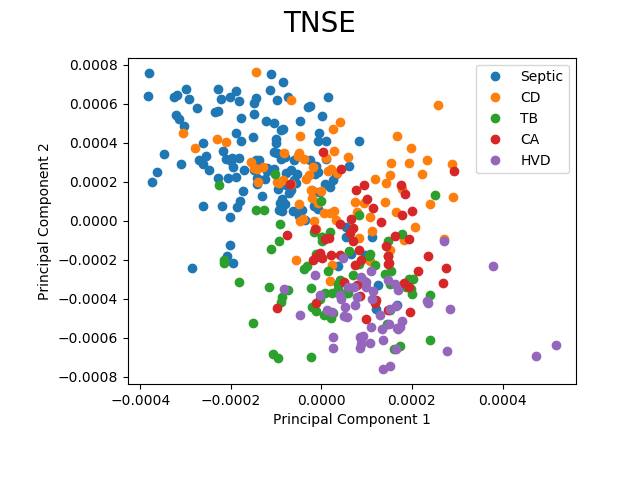 TNSE
0.0008
0.0006
0.0004
0.0002
0.0000
−0.0002
−0.0004
−0.0006
−0.0008
Principal Component 2
Septic
CD
TB
CA
HVD
−0.0004 −0.0002 0.0000 0.0002 0.0004
Principal Component 1